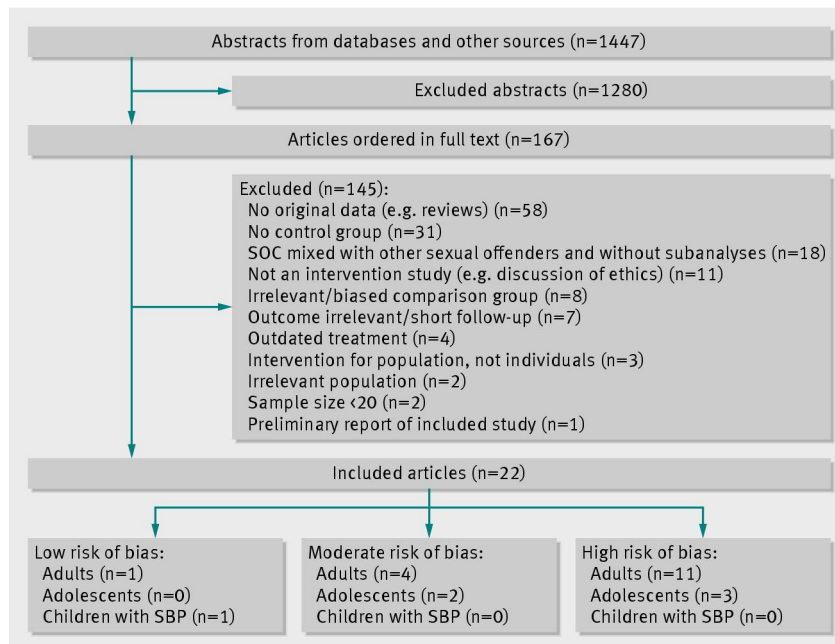 Abstracts from databases and other sources (n=1447)
Excluded abstracts (n=1280)
Articles ordered in full text (n=167)
Excluded (n=145):
No original data (e.g. reviews) (n=58)
No control group (n=31)
SOC mixed with other sexual offenders and without subanalyses (n=18)
Not an intervention study (e.g. discussion of ethics) (n=11)
Irrelevant/biased comparison group (n=8)
Outcome irrelevant/short follow-up (n=7)
Outdated treatment (n=4)
Intervention for population, not individuals (n=3)
Irrelevant population (n=2)
Sample size <20 (n=2)
Preliminary report of included study (n=1)
Included articles (n=22)
Low risk of bias:
Adults (n=1)
Adolescents (n=0)
Children with SBP (n=1)
Moderate risk of bias:
Adults (n=4)
Adolescents (n=2)
Children with SBP (n=0)
High risk of bias:
Adults (n=11)
Adolescents (n=3)
Children with SBP (n=0)